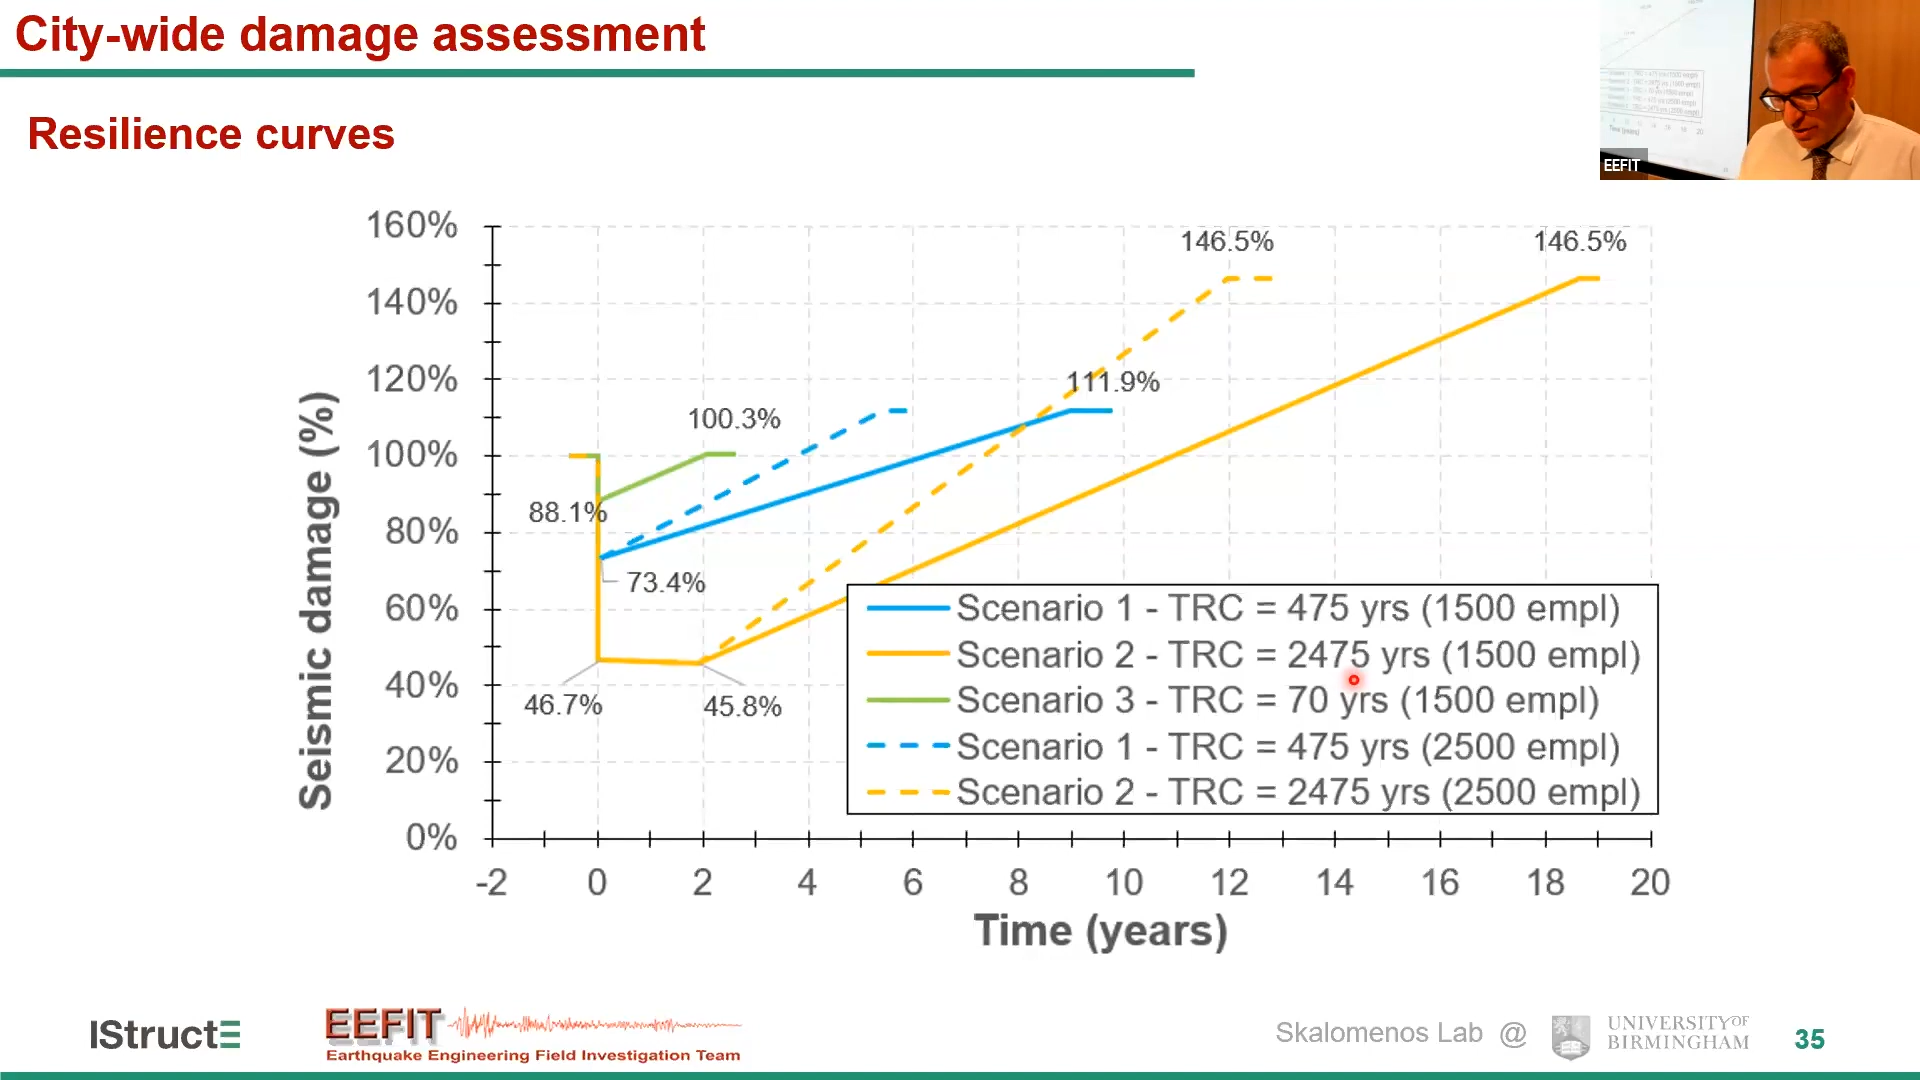 City-wide damage assessment
Resilience curves
EEFIT
160%
140%
120%
100%
80%
60%
40%
20%
0%
Seismic damage (%)
146.5%
146.5%
111.9%
100.3%
88.1%
73.4%
46.7%
45.8%
Scenario 1 - TRC = 475 yrs (1500 empl)
Scenario 2 - TRC = 2475 yrs (1500 empl)
Scenario 3 - TRC = 70 yrs (1500 empl)
Scenario 1 - TRC = 475 yrs (2500 empl)
Scenario 2 - TRC = 2475 yrs (2500 empl)
-2 0 2 4 6 8 10 12 14 16 18 20
Time (years)
IStructE
EEFIT
Earthquake Engineering Field Investigation Team
Skalomenos Lab @
UNIVERSITY OF
BIRMINGHAM
35